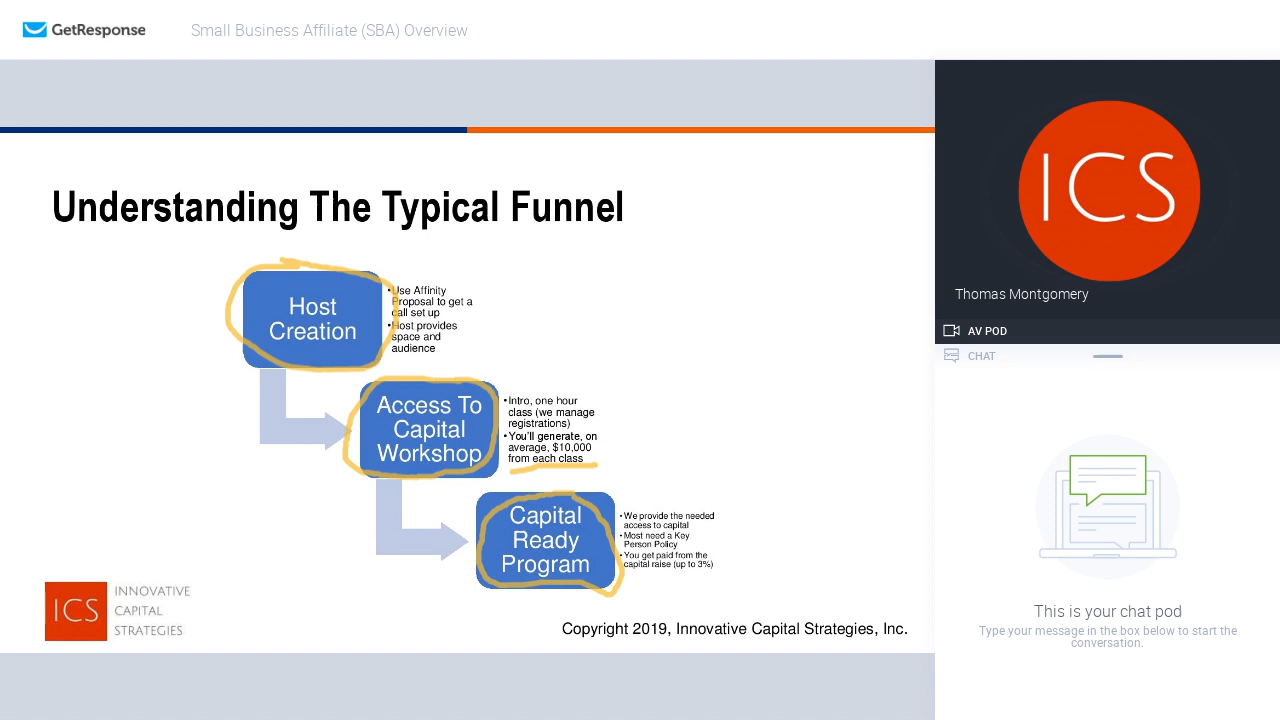 GetResponse
Small Business Affiliate (SBA) Overview
Understanding The Typical Funnel
Host
Creation
•Use Affinity
Proposal to get a
call set up
•Host provides
space and
audience
Access To
Capital
Workshop
•Intro, one hour
class (we manage
registrations)
•You'll generate, on
average, $10,000
from each class
Capital
Ready
Program
•We provide the needed
access to capital
•Most need a Key
Person Policy
•You get paid from the
capital raise (up to 3%)
ICS
INNOVATIVE
CAPITAL
STRATEGIES
Copyright 2019, Innovative Capital Strategies, Inc.
ICS
Thomas Montgomery
AV POD
CHAT
This is your chat pod
Type your message in the box below to start the
conversation.